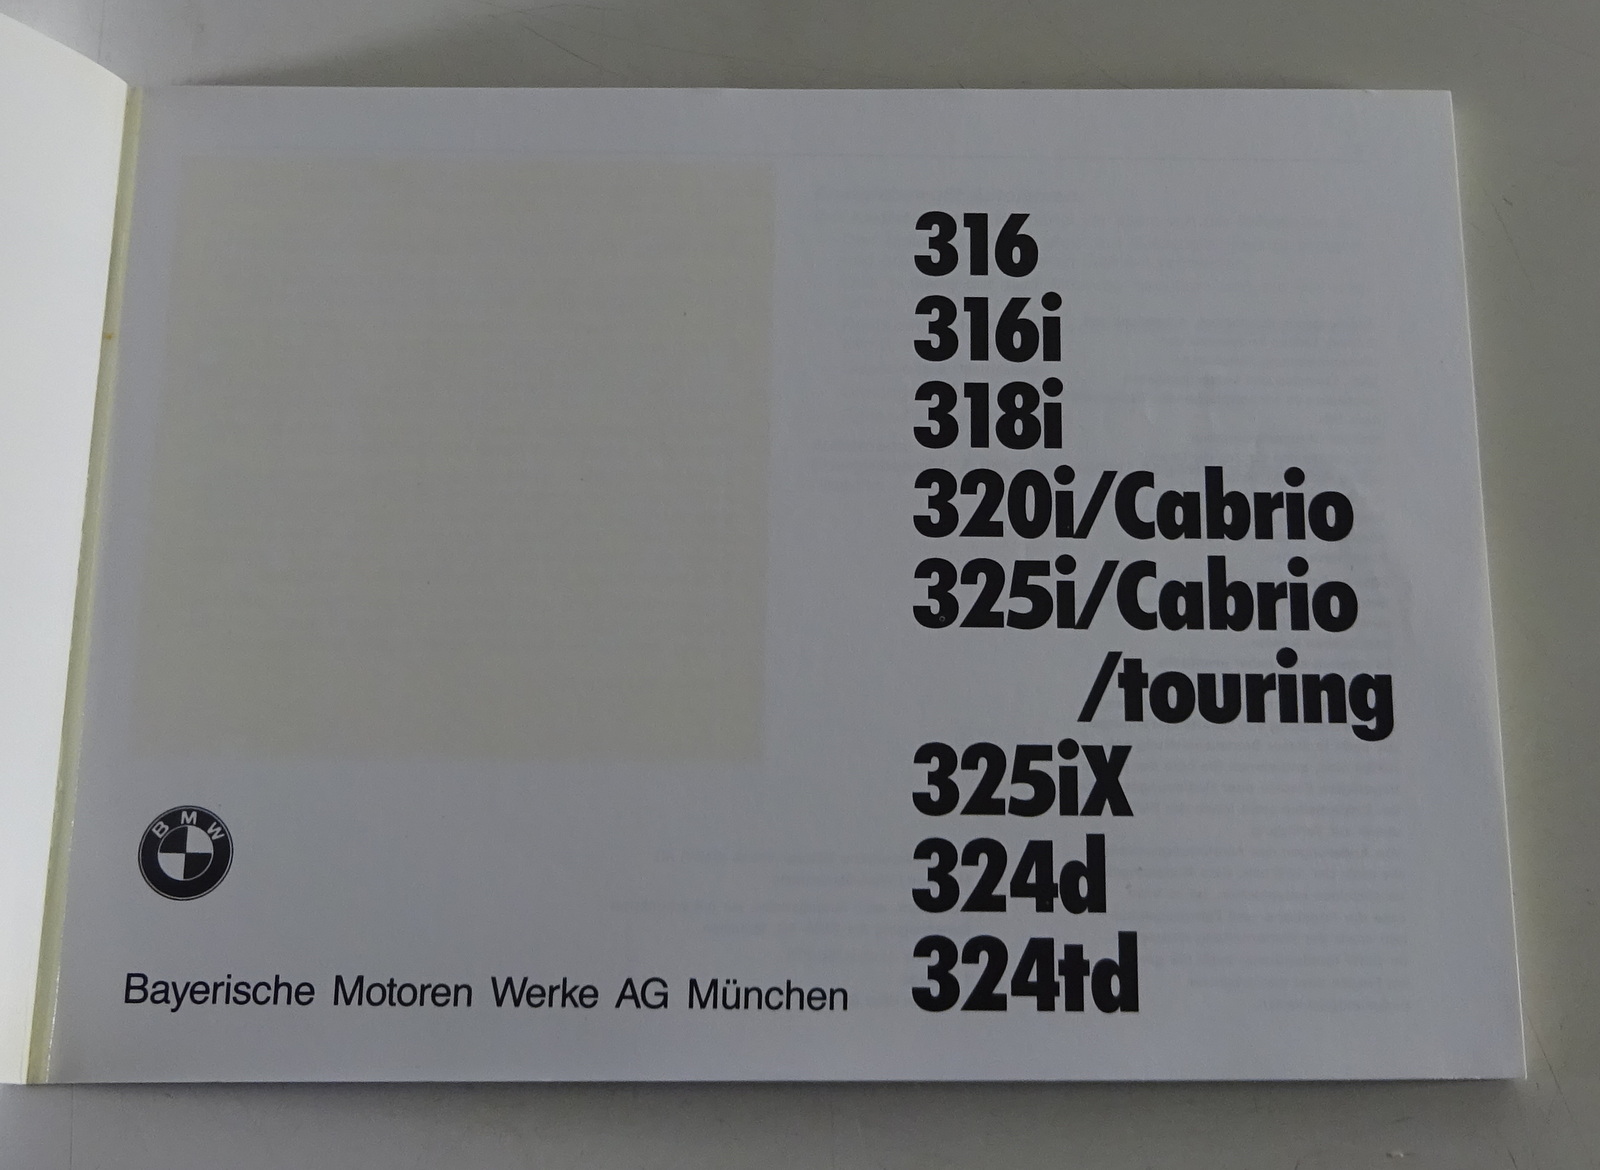 316
316i
318i
320i/Cabrio
325i/Cabrio
/touring
325iX
324d
324td
BMW
Bayerische Motoren Werke AG München